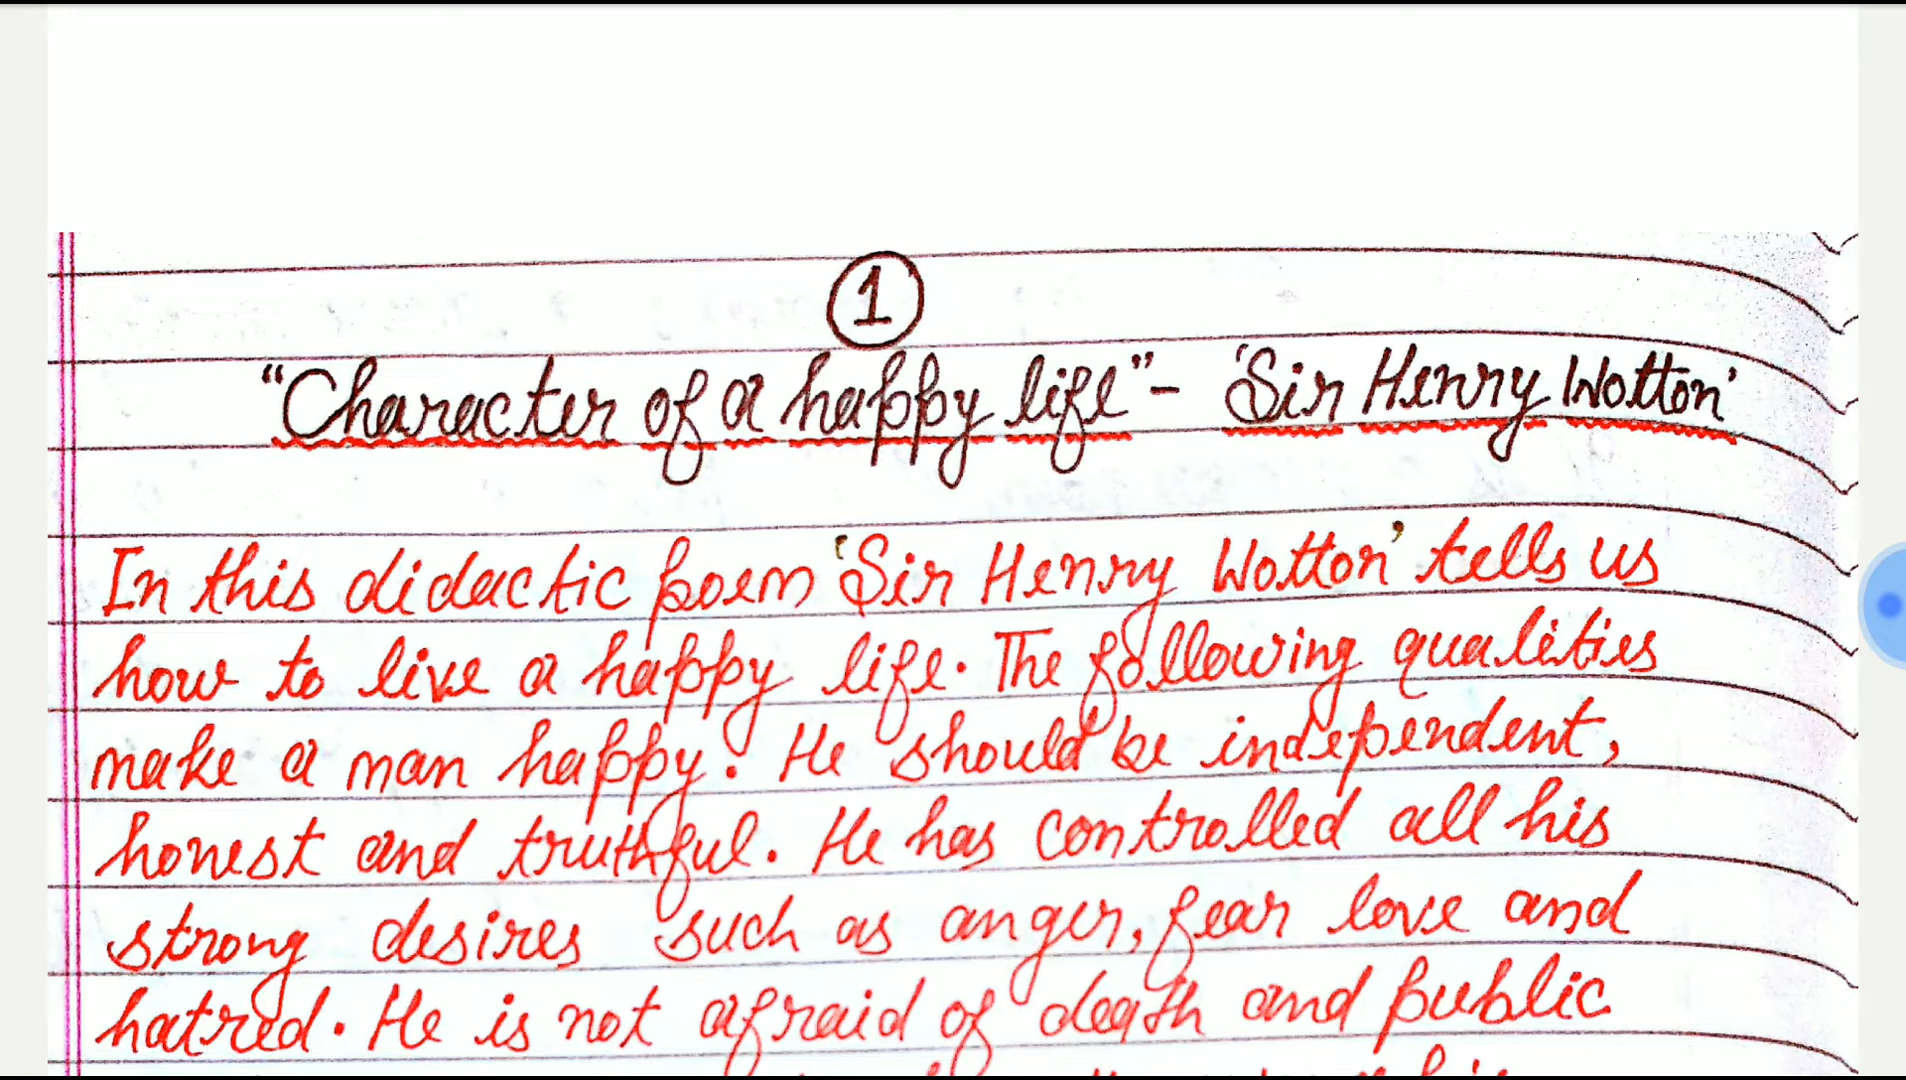 1
"Character of a happy life" - 'Sir Henry Wotton'
In this didactic poem 'Sir Henry Wotton' tells us
how to live a happy life. The following qualities
make a man happy. He should be independent,
honest and truthful. He has controlled all his
strong desires such as anger, fear love and
hatred. He is not afraid of death and public